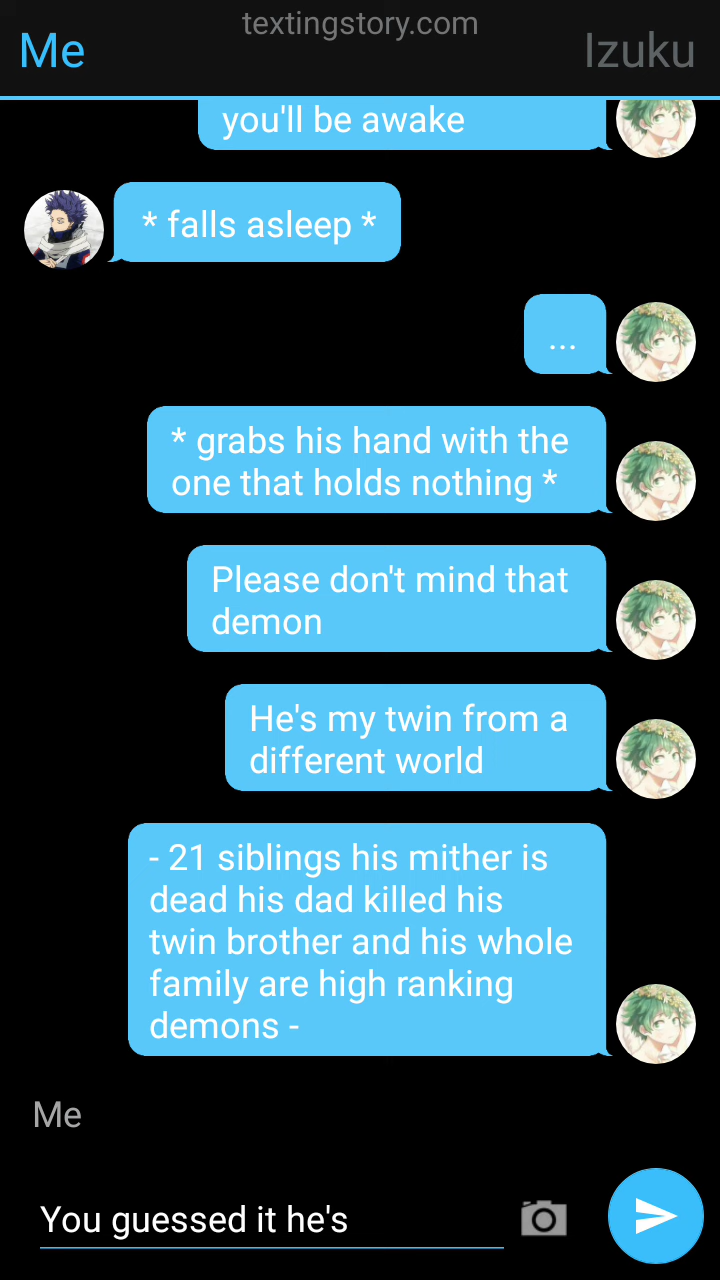 textingstory.com
Me
Izuku
you'll be awake
* falls asleep *
...
* grabs his hand with the
one that holds nothing *
Please don't mind that
demon
He's my twin from a
different world
- 21 siblings his mither is
dead his dad killed his
twin brother and his whole
family are high ranking
demons -
Me
You guessed it he's